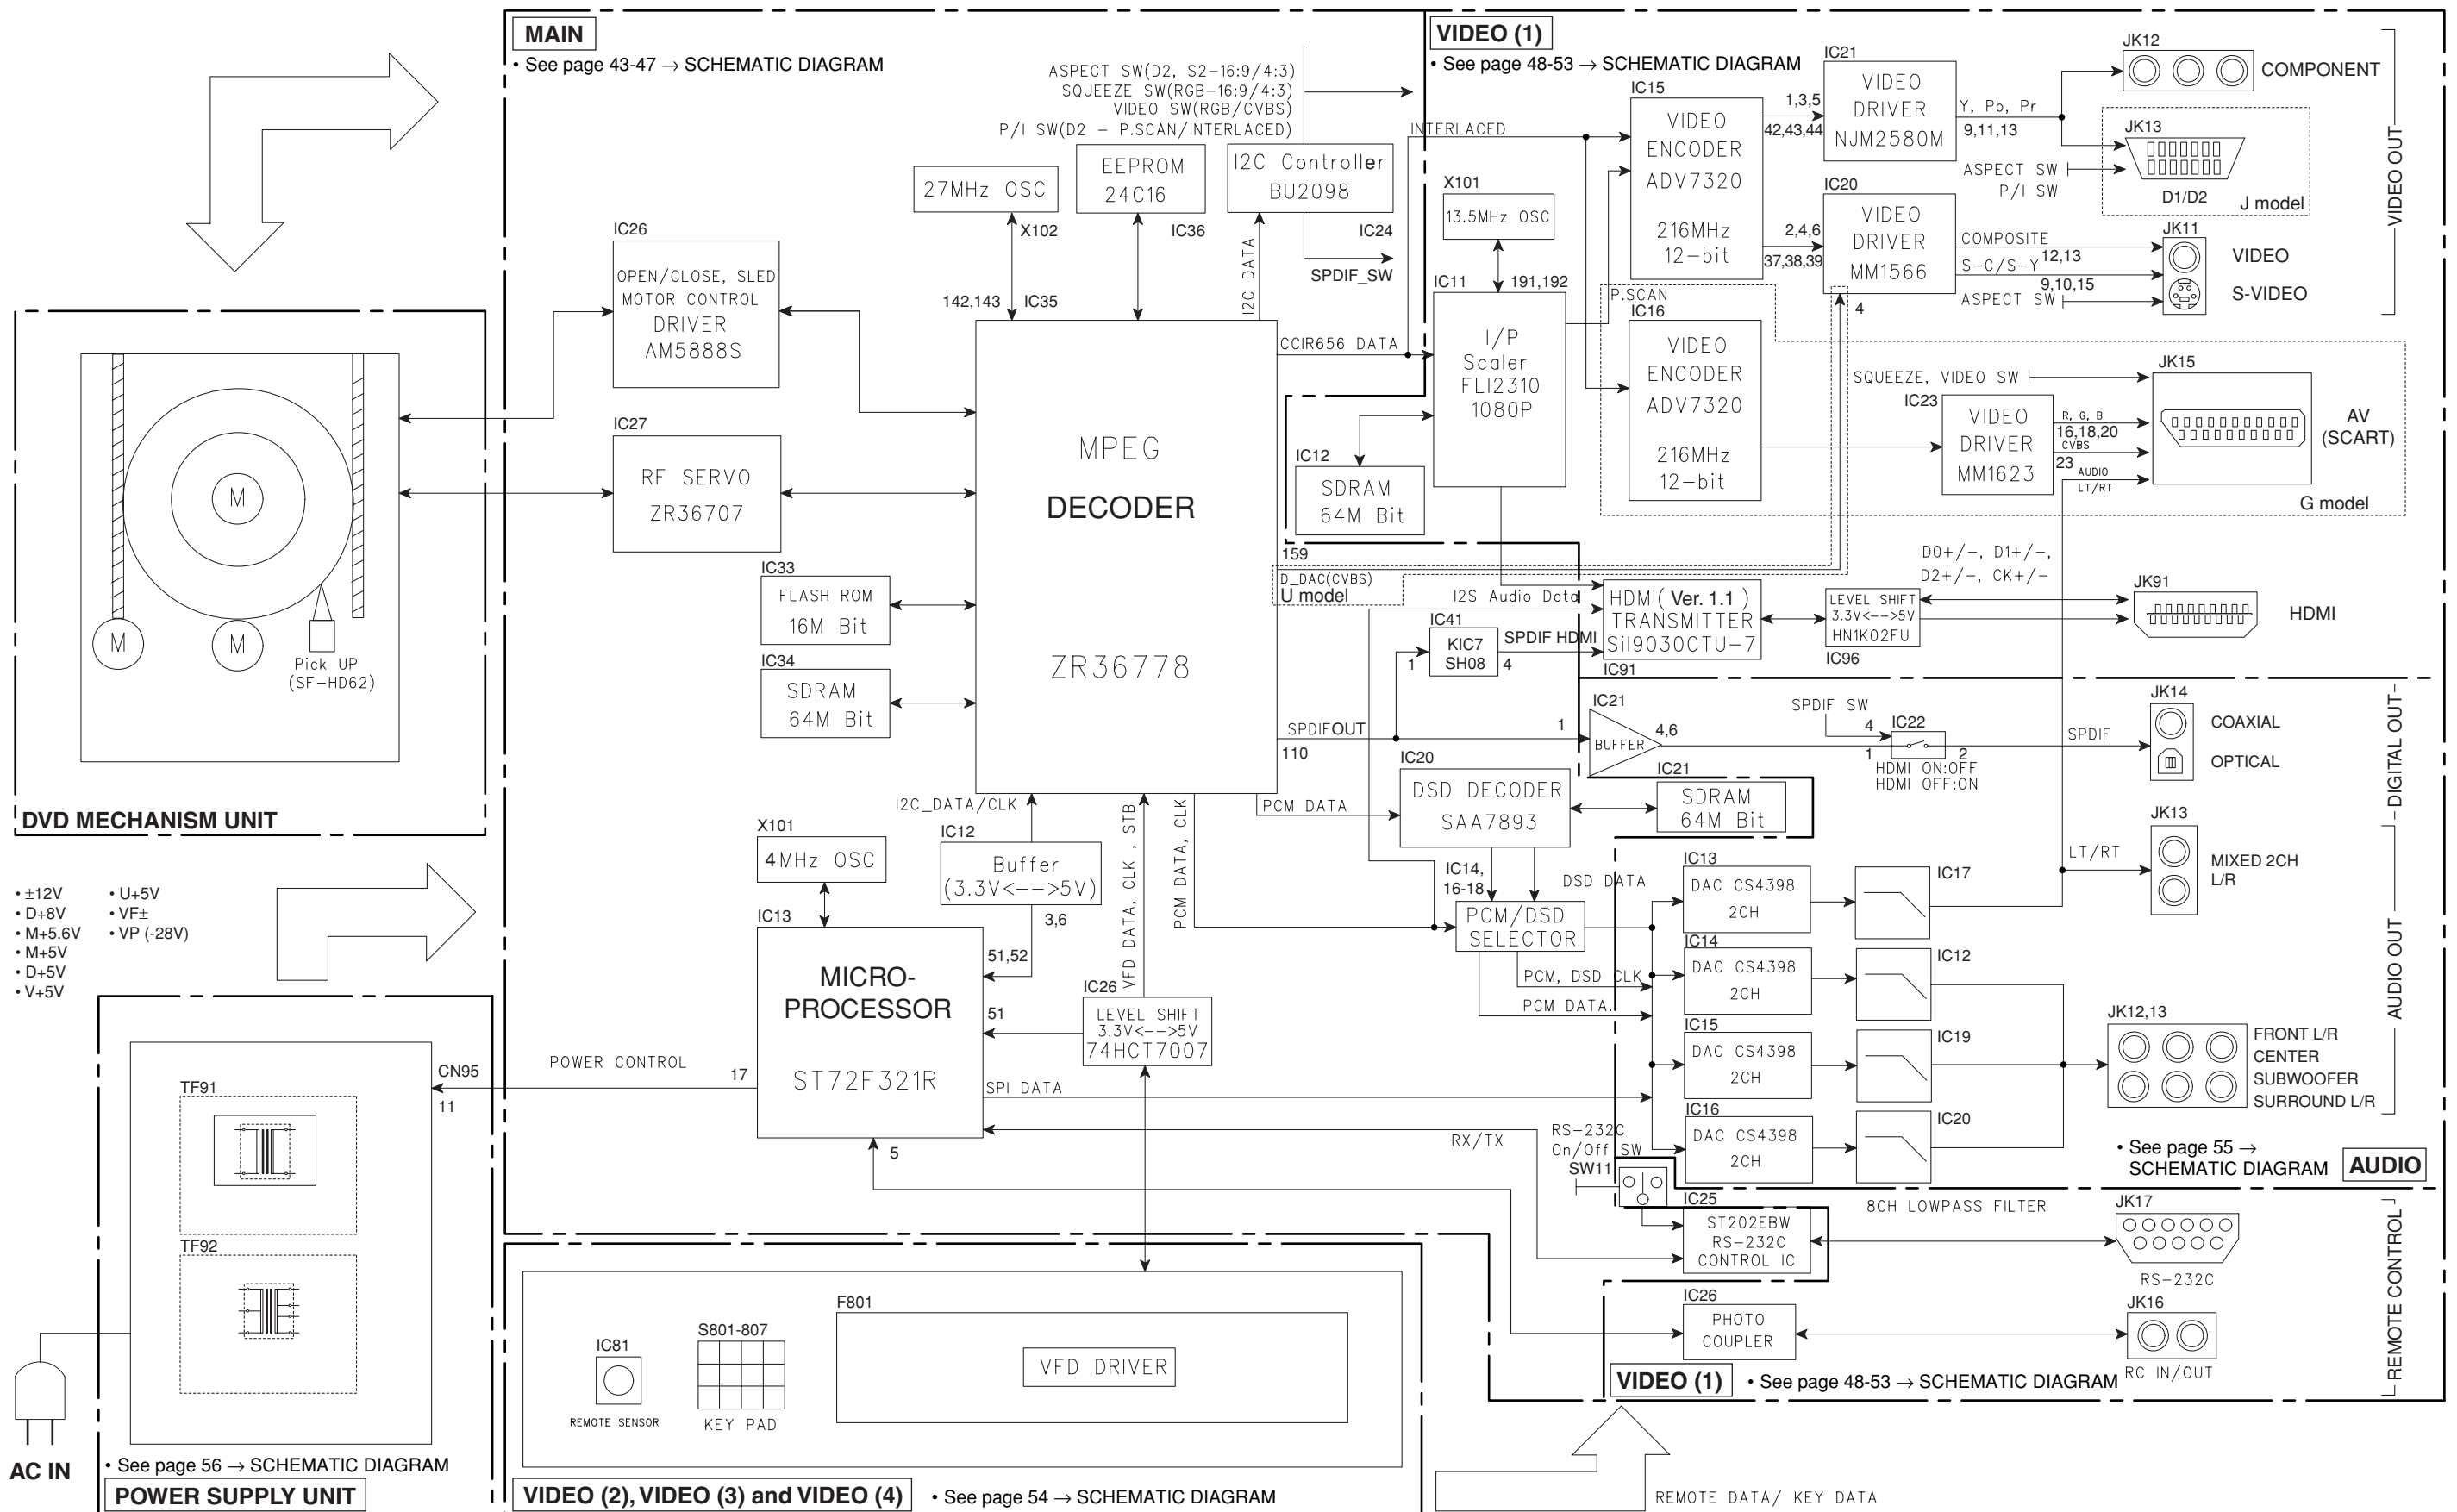 MAIN
• See page 43-47 → SCHEMATIC DIAGRAM
ASPECT SW(D2, S2-16:9/4:3)
SQUEEZE SW(RGB-16:9/4:3)
VIDEO SW(RGB/CVBS)
P/I SW(D2 - P.SCAN/INTERLACED)
27MHz OSC
X102
EEPROM
24C16
IC36
I2C Controller
BU2098
IC24
SPDIF_SW
I2C DATA
IC26
OPEN/CLOSE, SLED
MOTOR CONTROL
DRIVER
AM5888S
IC27
RF SERVO
ZR36707
IC33
FLASH ROM
16M Bit
IC34
SDRAM
64M Bit
142,143
IC35
MPEG
DECODER
ZR36778
CCIR656 DATA
159
D_DAC(CVBS)
U model
SPDIFOUT
110
PCM DATA
I2C_DATA/CLK
VFD DATA, CLK , STB
PCM DATA, CLK
X101
4MHz OSC
IC12
Buffer
(3.3V<-->5V)
3,6
IC13
MICRO-
PROCESSOR
ST72F321R
51,52
51
17
5
IC26
LEVEL SHIFT
3.3V<-->5V
74HCT7007
SPI DATA
RX/TX
POWER CONTROL
M
M
M
Pick UP
(SF-HD62)
DVD MECHANISM UNIT
• ±12V
• D+8V
• M+5.6V
• M+5V
• D+5V
• V+5V
• U+5V
• VF±
• VP (-28V)
CN95
11
TF91
TF92
AC IN
• See page 56 → SCHEMATIC DIAGRAM
POWER SUPPLY UNIT
IC81
REMOTE SENSOR
S801-807
KEY PAD
F801
VFD DRIVER
VIDEO (2), VIDEO (3) and VIDEO (4)
• See page 54 → SCHEMATIC DIAGRAM
REMOTE DATA/ KEY DATA
VIDEO (1)
• See page 48-53 → SCHEMATIC DIAGRAM
INTERLACED
IC15
VIDEO
ENCODER
ADV7320
216MHz
12-bit
1,3,5
42,43,44
2,4,6
37,38,39
IC21
VIDEO
DRIVER
NJM2580M
Y, Pb, Pr
9,11,13
IC20
VIDEO
DRIVER
MM1566
4
COMPOSITE
12,13
S-C/S-Y
9,10,15
ASPECT SW
JK12
COMPONENT
JK13
ASPECT SW
P/I SW
D1/D2
J model
JK11
VIDEO
S-VIDEO
VIDEO OUT
X101
13.5MHz OSC
IC11
191,192
I/P
Scaler
FLI2310
1080P
IC12
SDRAM
64M Bit
P.SCAN
IC16
VIDEO
ENCODER
ADV7320
216MHz
12-bit
SQUEEZE, VIDEO SW
IC23
VIDEO
DRIVER
MM1623
R, G, B
16,18,20
CVBS
23
AUDIO
LT/RT
JK15
AV
(SCART)
G model
I2S Audio Data
IC41
KIC7
SH08
1
4
SPDIF HDMI
HDMI( Ver. 1.1 )
TRANSMITTER
SiI9030CTU-7
IC91
D0+/-, D1+/-,
D2+/-, CK+/-
LEVEL SHIFT
3.3V<-->5V
HN1K02FU
IC96
JK91
HDMI
IC21
BUFFER
1
4,6
SPDIF SW
4
IC22
1
2
HDMI ON:OFF
HDMI OFF:ON
SPDIF
JK14
COAXIAL
OPTICAL
DIGITAL OUT
IC20
DSD DECODER
SAA7893
IC21
SDRAM
64M Bit
IC14,
16-18
DSD DATA
PCM/DSD
SELECTOR
PCM, DSD CLK
PCM DATA.
IC13
DAC CS4398
2CH
IC17
IC14
DAC CS4398
2CH
IC12
IC15
DAC CS4398
2CH
IC19
IC16
DAC CS4398
2CH
IC20
LT/RT
JK13
MIXED 2CH
L/R
JK12,13
FRONT L/R
CENTER
SUBWOOFER
SURROUND L/R
AUDIO OUT
• See page 55 →
SCHEMATIC DIAGRAM
AUDIO
8CH LOWPASS FILTER
RS-232C
On/Off SW
SW11
IC25
ST202EBW
RS-232C
CONTROL IC
JK17
RS-232C
IC26
PHOTO
COUPLER
JK16
RC IN/OUT
REMOTE CONTROL
VIDEO (1)
• See page 48-53 → SCHEMATIC DIAGRAM